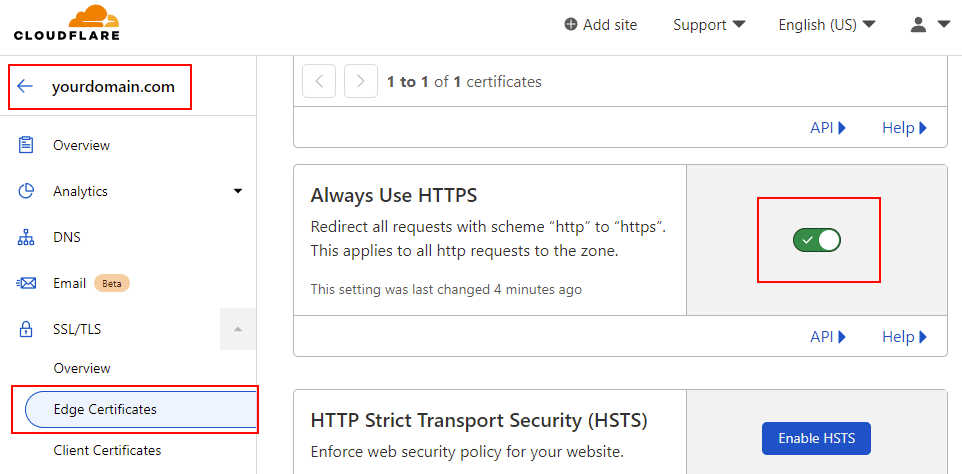 CLOUDFLARE
Add site
Support
English (US)
yourdomain.com
Overview
Analytics
DNS
Email Beta
SSL/TLS
Overview
Edge Certificates
Client Certificates
1 to 1 of 1 certificates
API
Help
Always Use HTTPS
Redirect all requests with scheme “http” to “https”.
This applies to all http requests to the zone.
This setting was last changed 4 minutes ago
API
Help
HTTP Strict Transport Security (HSTS)
Enforce web security policy for your website.
Enable HSTS